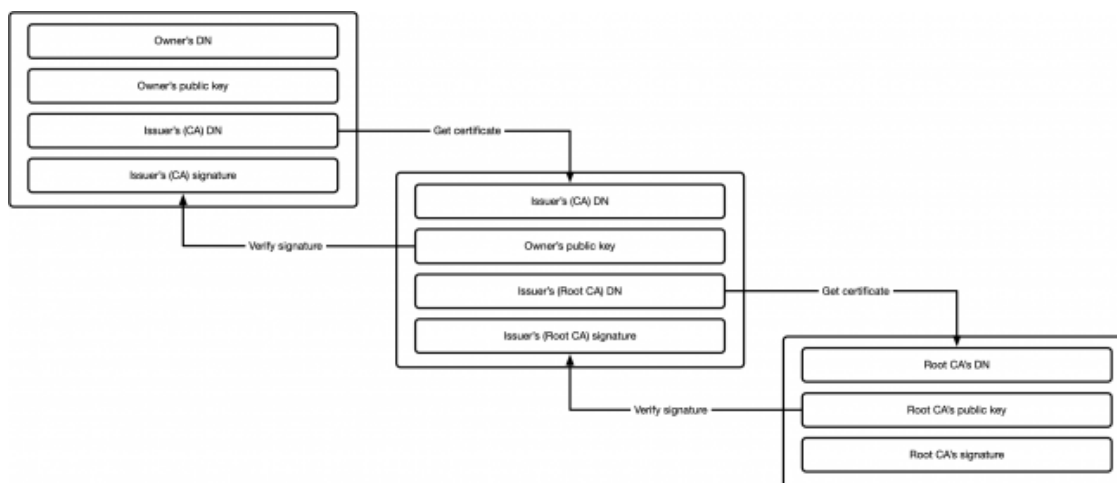 Owner's DN
Owner's public key
Issuer's (CA) DN
Get certificate
Issuer's (CA) signature
Issuer's (CA) DN
Verify signature
Owner's public key
Issuer's (Root CA) DN
Get certificate
Issuer's (Root CA) signature
Root CA's DN
Verify signature
Root CA's public key
Root CA's signature